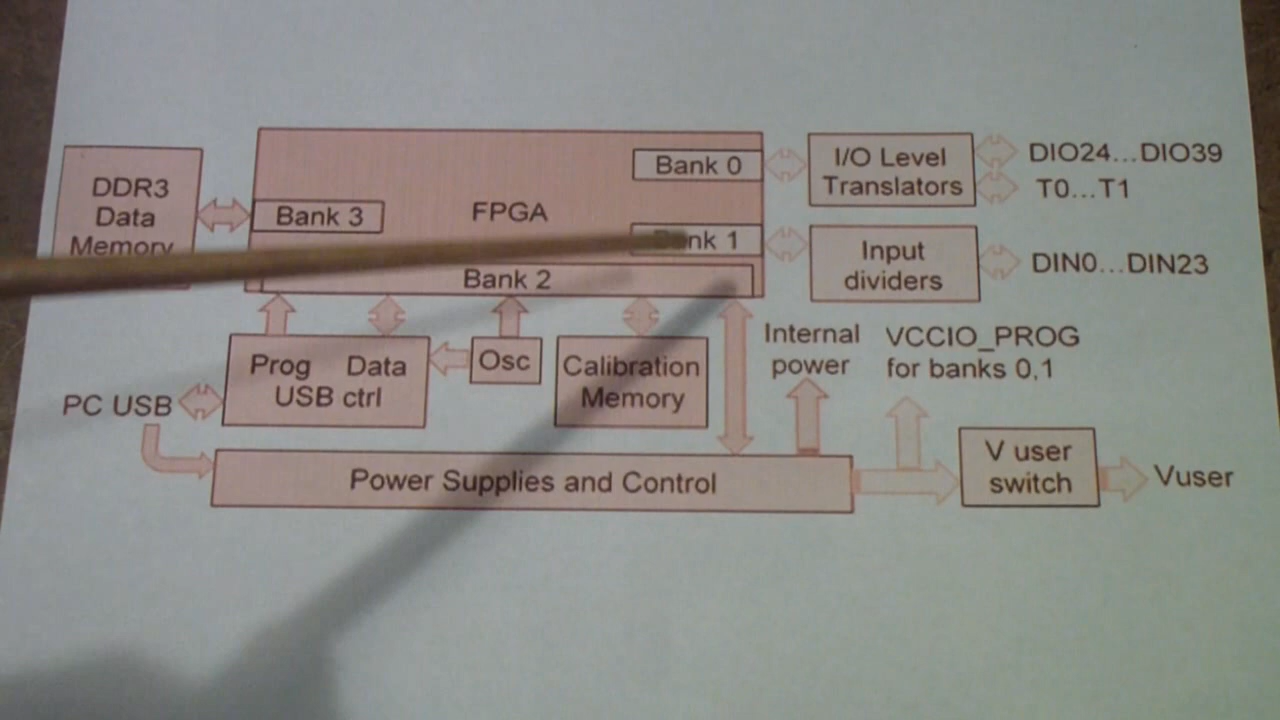 Bank 0
I/O Level
Translators
DIO24...DIO39
T0...T1
DDR3
Data
Memory
Bank 3
FPGA
nk 1
Input
dividers
DIN0...DIN23
Bank 2
Internal
power
VCCIO_PROG
for banks 0,1
Prog Data
USB ctrl
Osc
Calibration
Memory
PC USB
Power Supplies and Control
V user
switch
Vuser